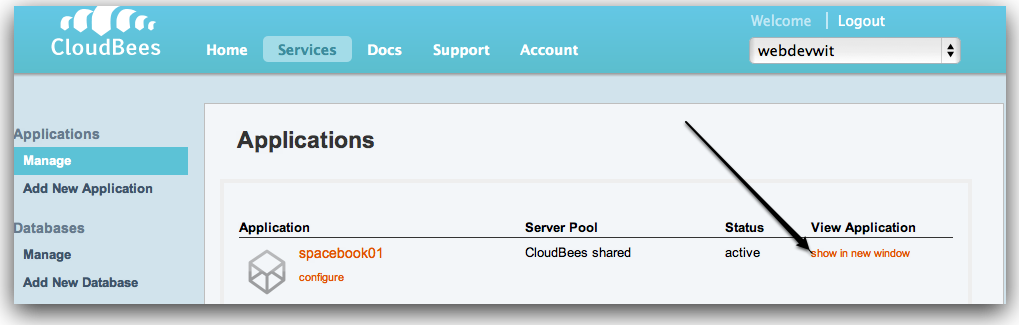 CloudBees
Welcome | Logout
Home Services Docs Support Account
webdevwit
Applications
Manage
Add New Application
Databases
Manage
Add New Database
Applications
Application Server Pool Status View Application
spacebook01 CloudBees shared active show in new window
configure